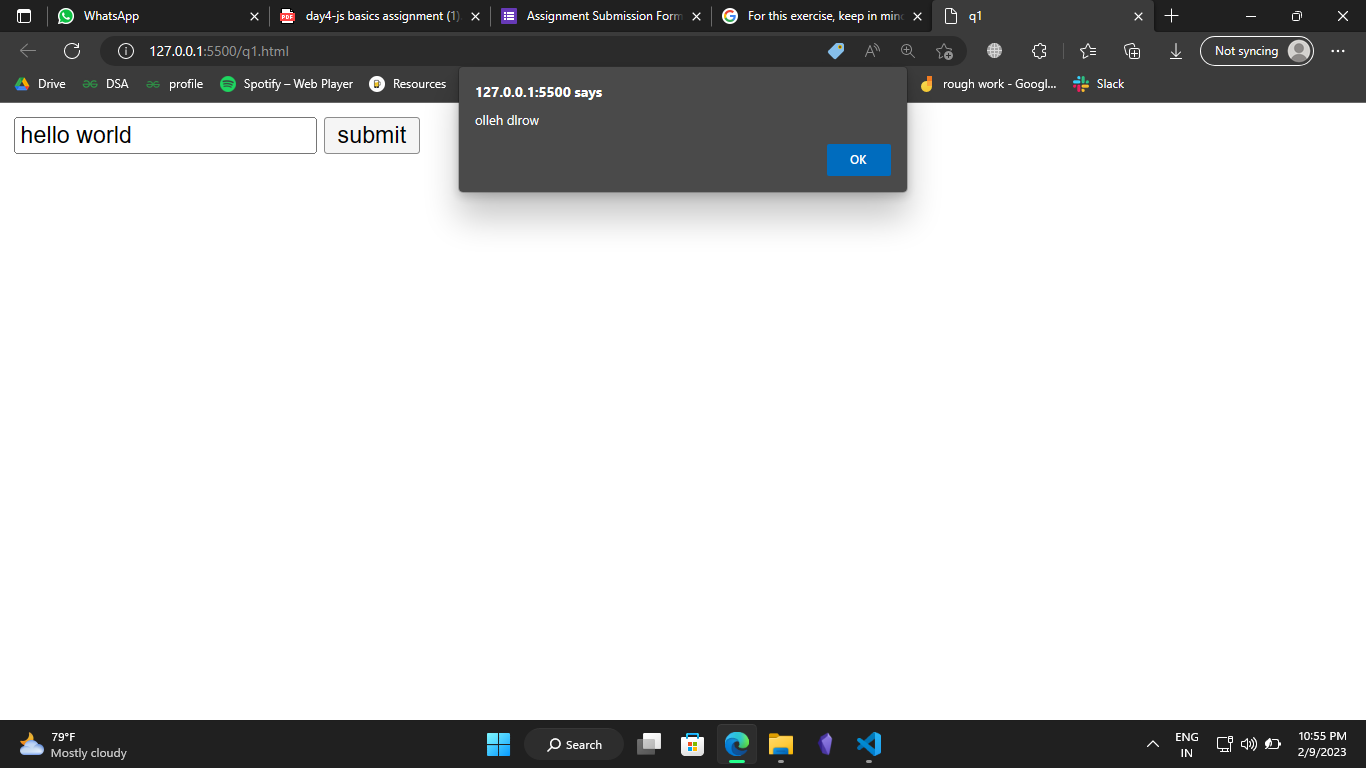 WhatsApp
day4-js basics assignment (1)
Assignment Submission Form
For this exercise, keep in mind
q1
127.0.0.1:5500/q1.html
Not syncing
Drive
DSA
profile
Spotify – Web Player
Resources
rough work - Googl...
Slack
127.0.0.1:5500 says
olleh dlrow
OK
hello world
submit
79°F
Mostly cloudy
Search
ENG
IN
10:55 PM
2/9/2023